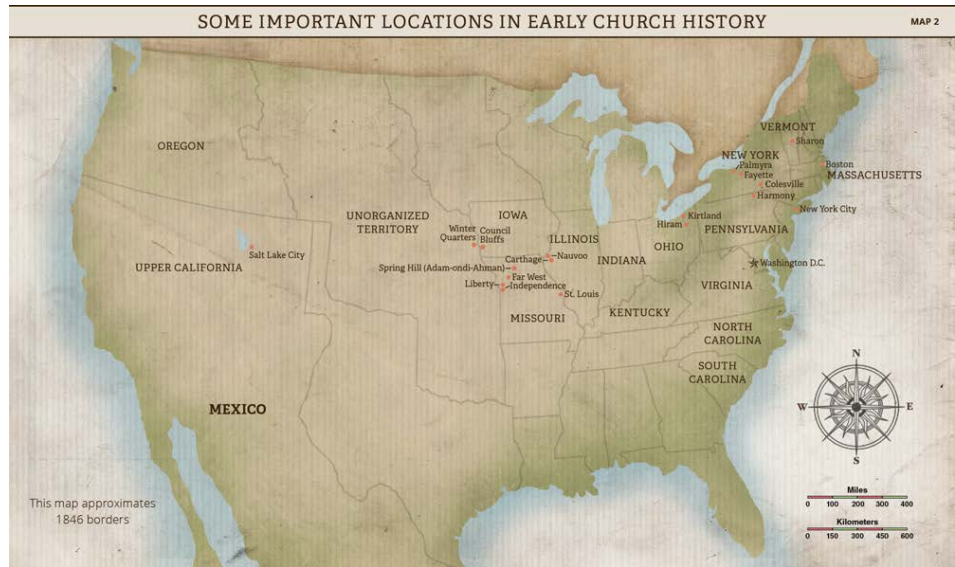 SOME IMPORTANT LOCATIONS IN EARLY CHURCH HISTORY
MAP 2
VERMONT
Sharon
OREGON
NEW YORK
Palmyra
Boston
Fayette
MASSACHUSETTS
Colesville
Harmony
New York City
UNORGANIZED
TERRITORY
IOWA
Kirtland
Hiram
PENNSYLVANIA
Winter
Quarters
Council
Bluffs
ILLINOIS
OHIO
Salt Lake City
Nauvoo
Carthage
INDIANA
Washington D.C.
UPPER CALIFORNIA
Spring Hill (Adam-ondi-Ahman)
Far West
Liberty
Independence
VIRGINIA
St. Louis
MISSOURI
KENTUCKY
NORTH
CAROLINA
SOUTH
CAROLINA
MEXICO
N
W
E
S
This map approximates
1846 borders
Miles
0 100 200 300 400
Kilometers
0 150 300 450 600